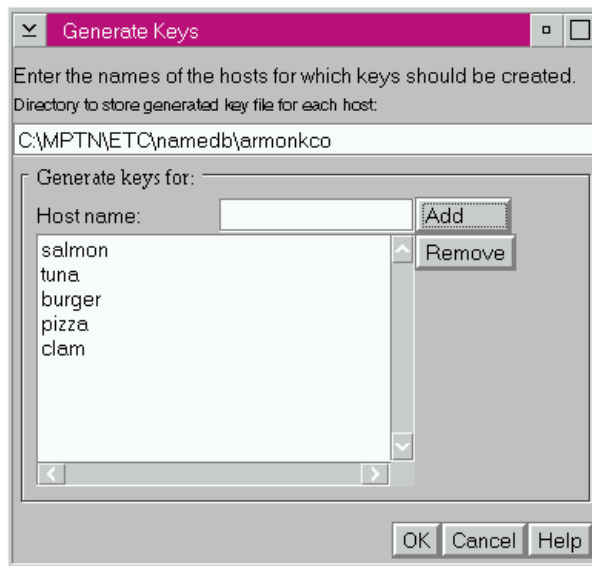 Generate Keys
Enter the names of the hosts for which keys should be created.
Directory to store generated key file for each host:
C:\MPTN\ETC\namedb\armonkco
Generate keys for:
Host name: Add
Remove
salmon
tuna
burger
pizza
clam
OK Cancel Help